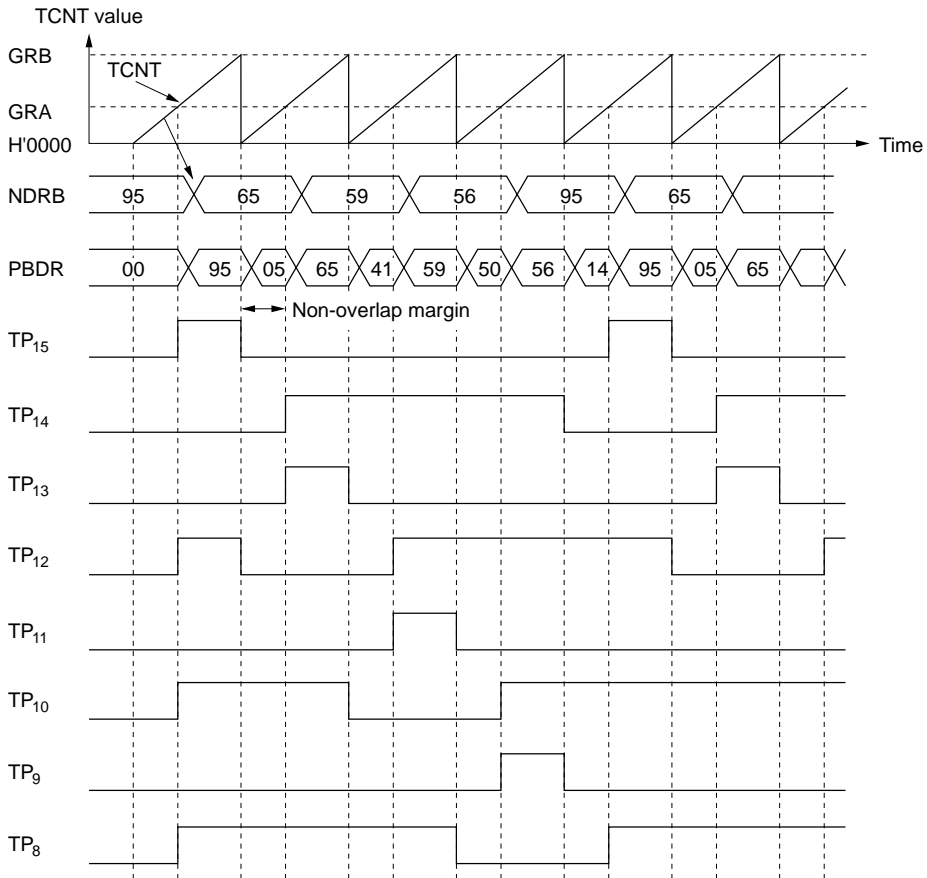 TCNT value
GRB
TCNT
GRA
H'0000
Time
NDRB 95 65 59 56 95 65
PBDR 00 95 05 65 41 59 50 56 14 95 05 65
Non-overlap margin
TP15
TP14
TP13
TP12
TP11
TP10
TP9
TP8